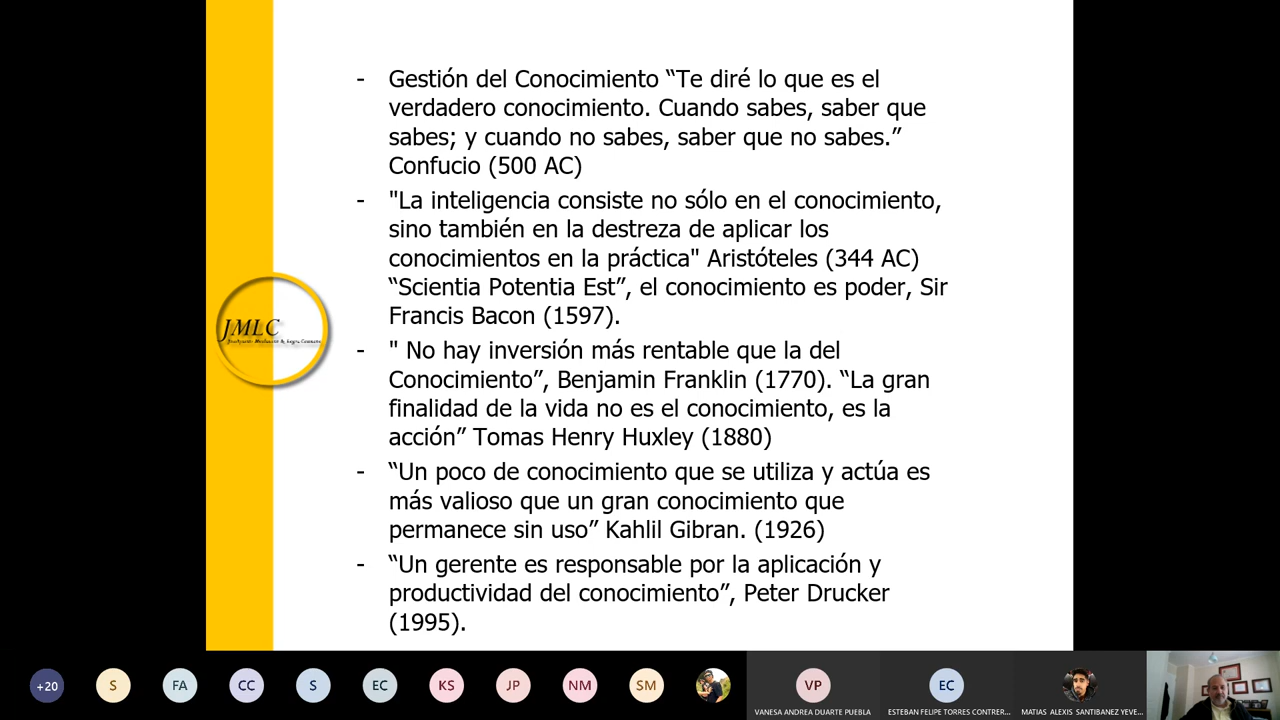 - Gestión del Conocimiento “Te diré lo que es el
verdadero conocimiento. Cuando sabes, saber que
sabes; y cuando no sabes, saber que no sabes.”
Confucio (500 AC)
- "La inteligencia consiste no sólo en el conocimiento,
sino también en la destreza de aplicar los
conocimientos en la práctica" Aristóteles (344 AC)
“Scientia Potentia Est”, el conocimiento es poder, Sir
Francis Bacon (1597).
- " No hay inversión más rentable que la del
Conocimiento”, Benjamin Franklin (1770). “La gran
finalidad de la vida no es el conocimiento, es la
acción” Tomas Henry Huxley (1880)
- “Un poco de conocimiento que se utiliza y actúa es
más valioso que un gran conocimiento que
permanece sin uso” Kahlil Gibran. (1926)
- “Un gerente es responsable por la aplicación y
productividad del conocimiento”, Peter Drucker
(1995).
JMLC
+20 S FA CC S EC KS JP NM SM VP EC
VANESA ANDREA DUARTE PUEBLA ESTEBAN FELIPE TORRES CONTRER... MATIAS ALEXIS SANTIBANEZ YEVE...